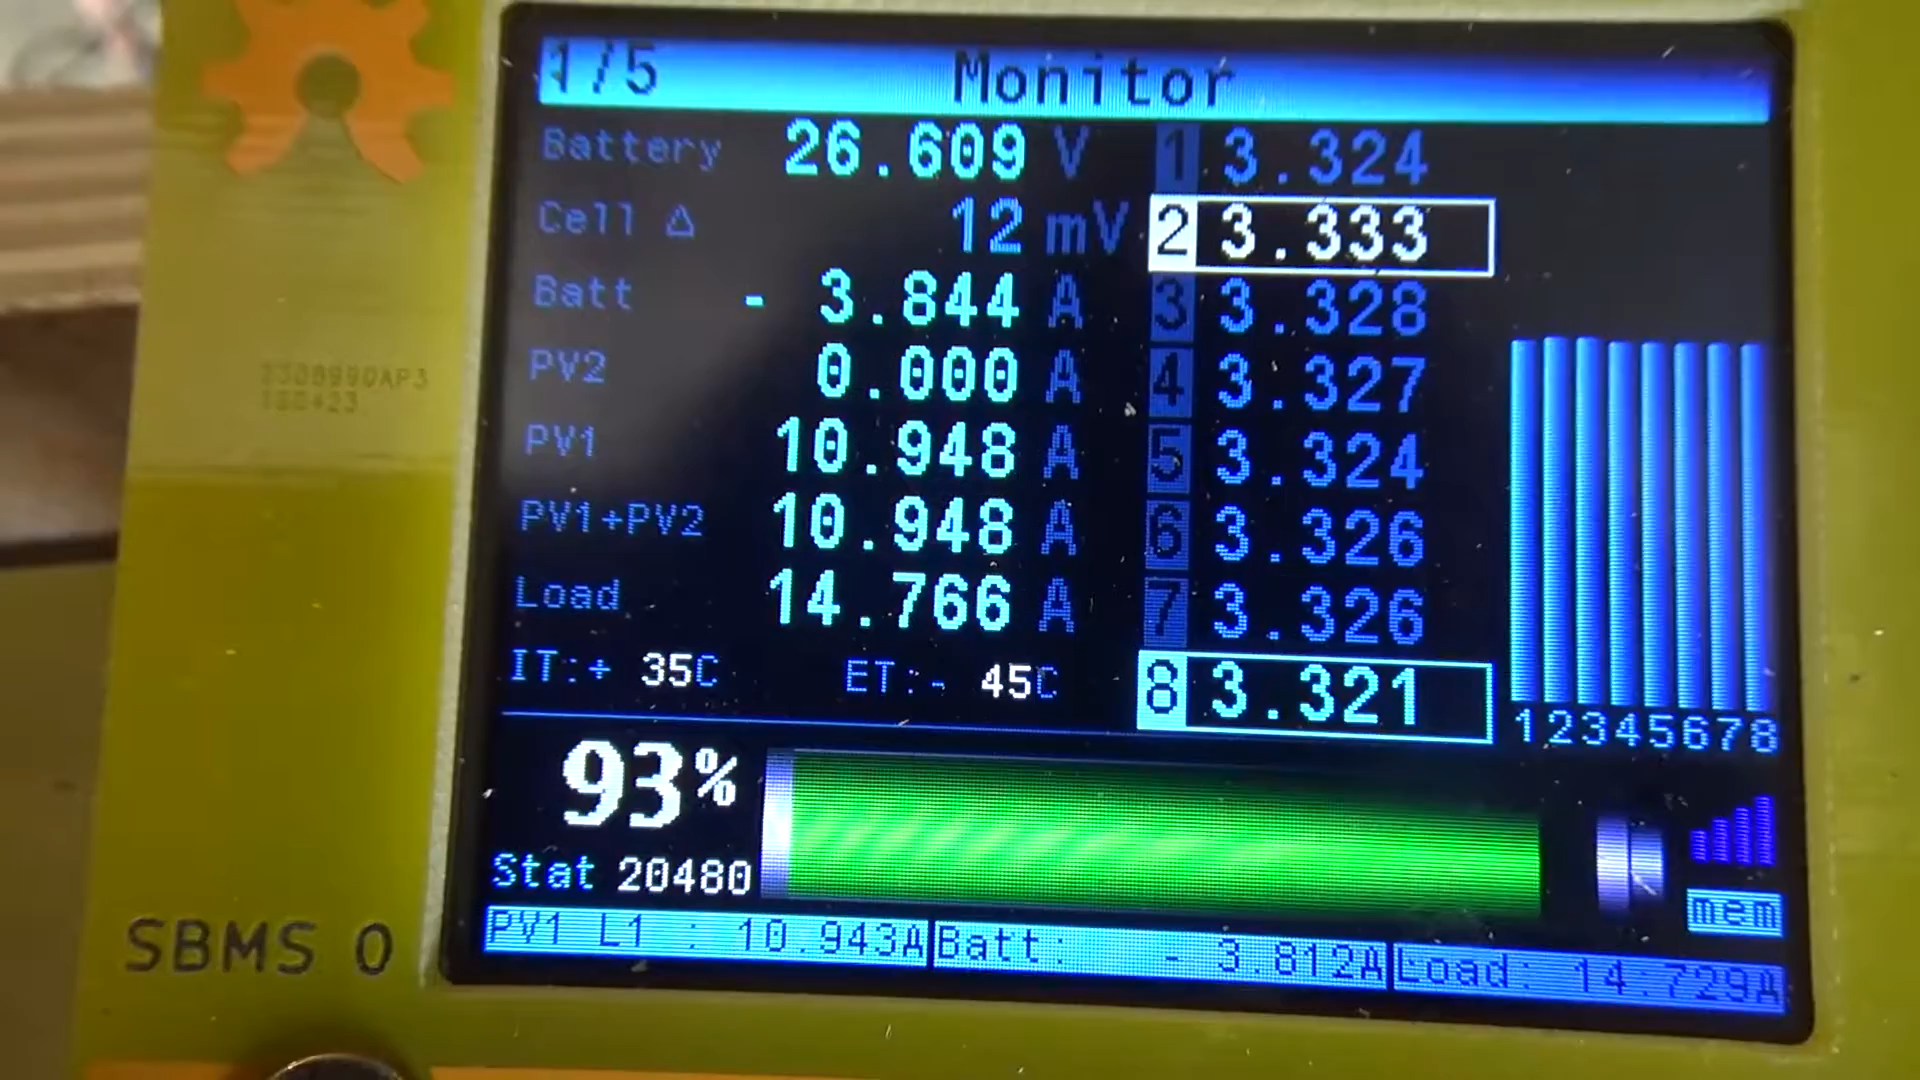 1/5 Monitor
Battery 26.609 V 1 3.324
Cell Δ 12 mV 2 3.333
Batt - 3.844 A 3 3.328
PV2 0.000 A 4 3.327
PV1 10.948 A 5 3.324
PV1+PV2 10.948 A 6 3.326
Load 14.766 A 7 3.326
IT:+ 35C ET:- 45C 8 3.321
12345678
93%
Stat 20480
mem
PV1 L1 : 10.943A Batt: - 3.812A Load: 14.729A
SBMS 0